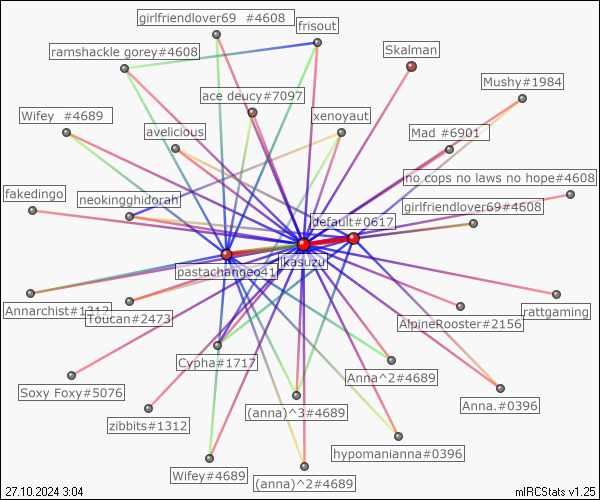 girlfriendlover69 #4608
frisout
ramshackle gorey#4608
Skalman
Mushy#1984
ace deucy#7097
Wifey #4689
xenoyaut
avelicious
Mad #6901
no cops no laws no hope#4608
fakedingo
neokingghidorah
girlfriendlover69#4608
default#0617
jkasuzu
pastachangeo41
Annarchist#1312
Toucan#2473
rattgaming
AlpineRooster#2156
Cypha#1717
Anna^2#4689
Soxy Foxy#5076
Anna.#0396
(anna)^3#4689
zibbits#1312
hypomanianna#0396
Wifey#4689
(anna)^2#4689
27.10.2024 3:04
mIRCStats v1.25